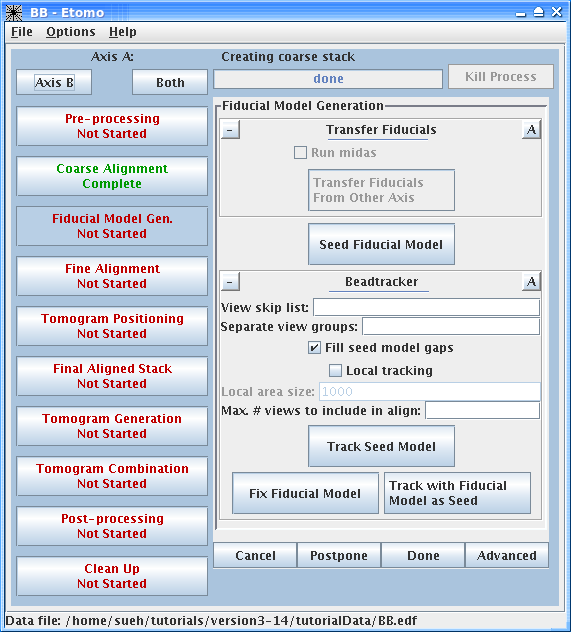 BB - Etomo
File Options Help
Axis A:
Creating coarse stack
Axis B
Both
done
Kill Process
Pre-processing
Not Started
Coarse Alignment
Complete
Fiducial Model Gen.
Not Started
Fine Alignment
Not Started
Tomogram Positioning
Not Started
Final Aligned Stack
Not Started
Tomogram Generation
Not Started
Tomogram Combination
Not Started
Post-processing
Not Started
Clean Up
Not Started
Fiducial Model Generation
- Transfer Fiducials A
Run midas
Transfer Fiducials
From Other Axis
Seed Fiducial Model
- Beadtracker A
View skip list:
Separate view groups:
Fill seed model gaps
Local tracking
Local area size: 1000
Max. # views to include in align:
Track Seed Model
Fix Fiducial Model
Track with Fiducial
Model as Seed
Cancel Postpone Done Advanced
Data file: /home/sueh/tutorials/version3-14/tutorialData/BB.edf